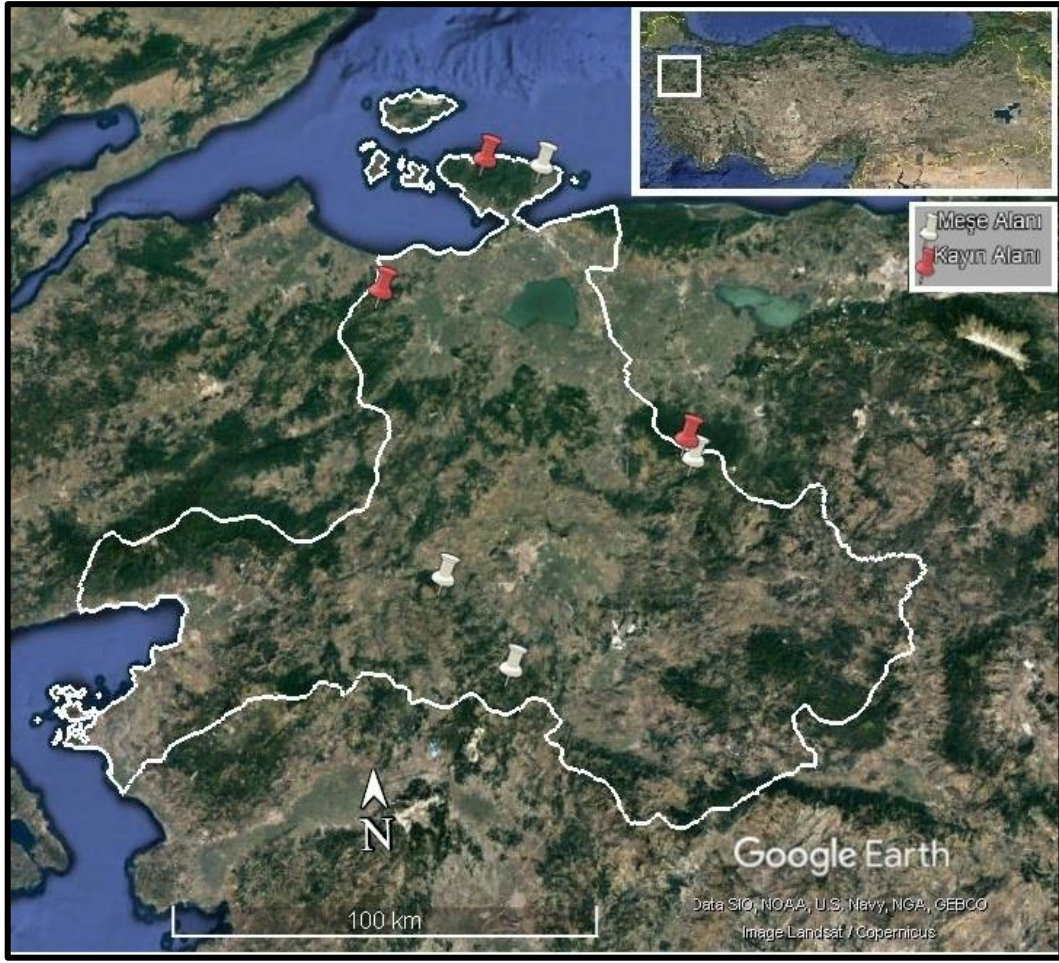 Meşe Alanı
Kayın Alanı
N
Google Earth
100 km
Data SIO, NOAA, U.S. Navy, NGA, GEBCO
Image Landsat / Copernicus